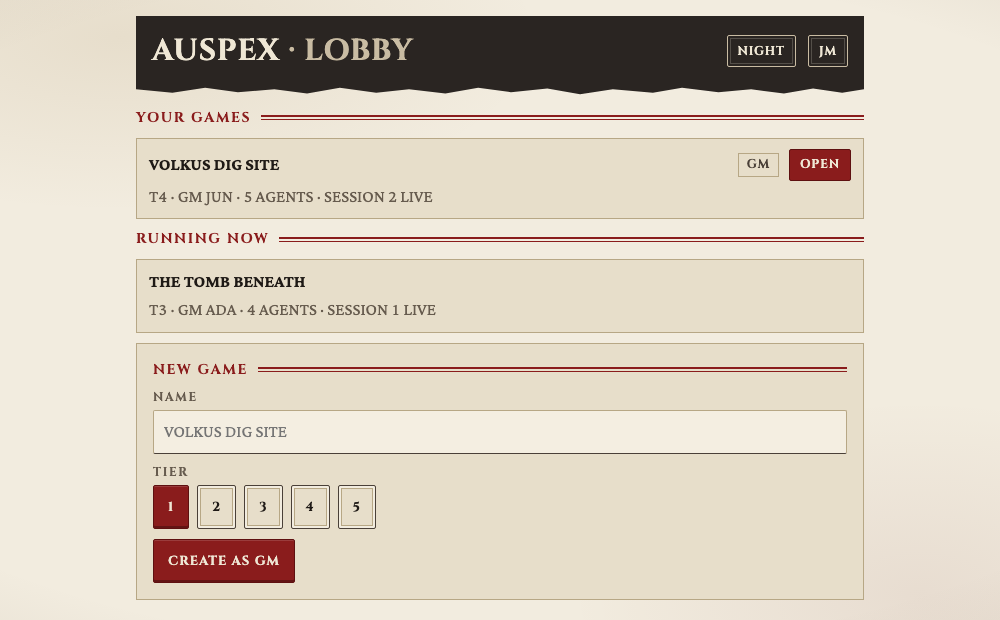 AUSPEX · LOBBY
NIGHT
JM
YOUR GAMES
VOLKUS DIG SITE
GM
OPEN
T4 · GM JUN · 5 AGENTS · SESSION 2 LIVE
RUNNING NOW
THE TOMB BENEATH
T3 · GM ADA · 4 AGENTS · SESSION 1 LIVE
NEW GAME
NAME
VOLKUS DIG SITE
TIER
1 2 3 4 5
CREATE AS GM